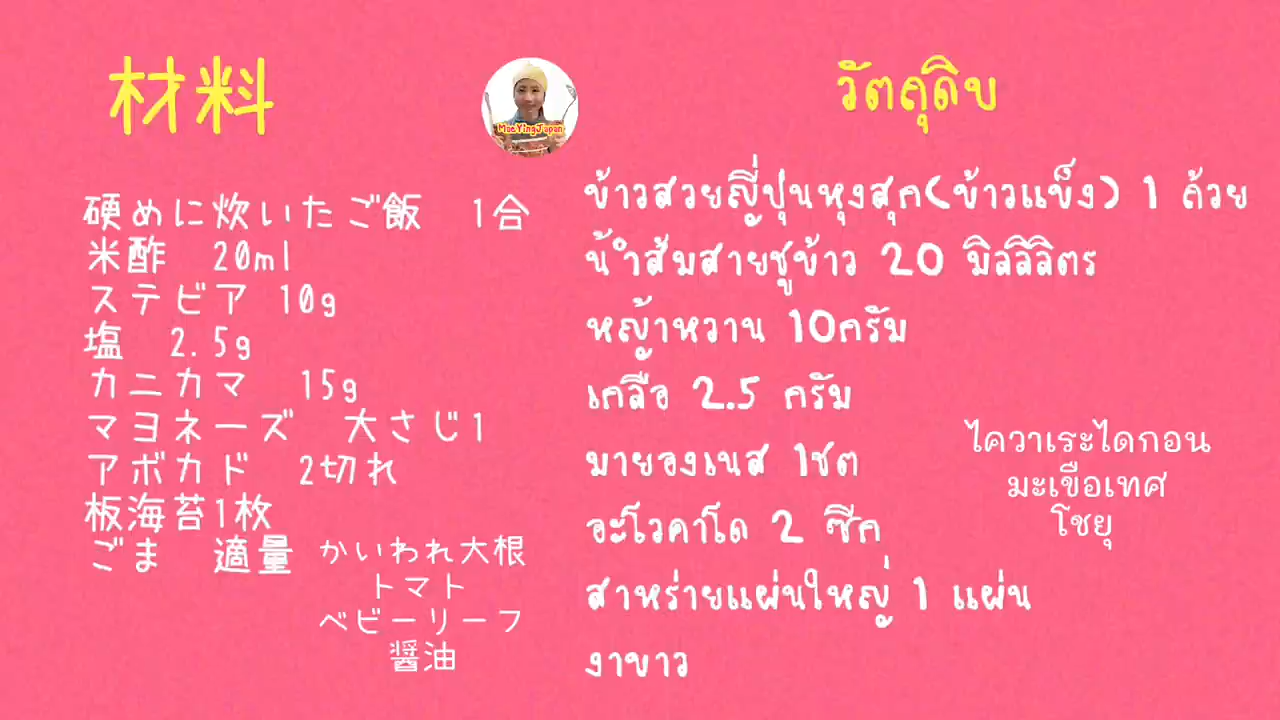 材料
硬めに炊いたご飯 1合
米酢 20ml
ステビア 10g
塩 2.5g
カニカマ 15g
マヨネーズ 大さじ1
アボカド 2切れ
板海苔1枚
ごま 適量
かいわれ大根
トマト
ベビーリーフ
醤油
MaeYingJapan
วัตถุดิบ
ข้าวสวยญี่ปุ่นหุงสุก(ข้าวแข็ง) 1 ถ้วย
น้ำส้มสายชูข้าว 20 มิลลิลิตร
หญ้าหวาน 10กรัม
เกลือ 2.5 กรัม
มายองเนส 1ชต
อะโวคาโด 2 ซีก
สาหร่ายแผ่นใหญ่ 1 แผ่น
งาขาว
ไควาเระไดกอน
มะเขือเทศ
โชยุ